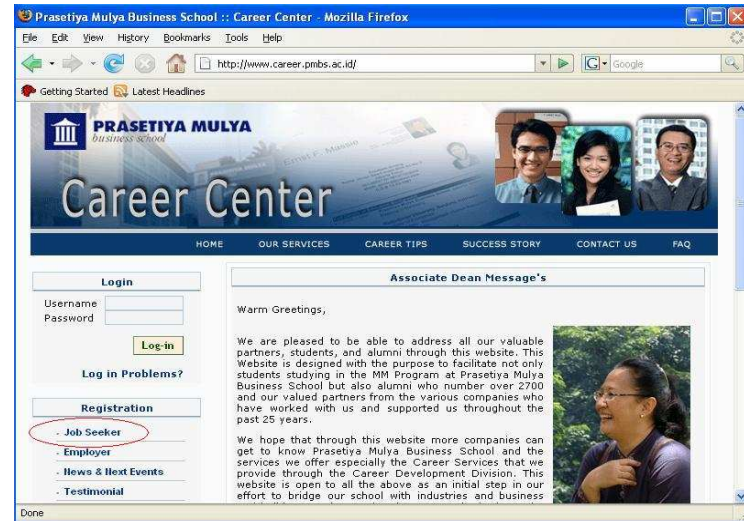 Prasetiya Mulya Business School :: Career Center - Mozilla Firefox
File Edit View History Bookmarks Tools Help
http://www.career.pmbs.ac.id/
G Google
Getting Started Latest Headlines
PRASETIYA MULYA
business school
Ernst F. Massie
Career Center
HOME OUR SERVICES CAREER TIPS SUCCESS STORY CONTACT US FAQ
Login
Username
Password
Log-in
Log in Problems?
Registration
Job Seeker
Employer
News & Next Events
Testimonial
Associate Dean Message's
Warm Greetings,
We are pleased to be able to address all our valuable
partners, students, and alumni through this website. This
Website is designed with the purpose to facilitate not only
students studying in the MM Program at Prasetiya Mulya
Business School but also alumni who number over 2700
and our valued partners from the various companies who
have worked with us and supported us throughout the
past 25 years.
We hope that through this website more companies can
get to know Prasetiya Mulya Business School and the
services we offer especially the Career Services that we
provide through the Career Development Division. This
website is open to all the above as an initial step in our
effort to bridge our school with industries and business
Done